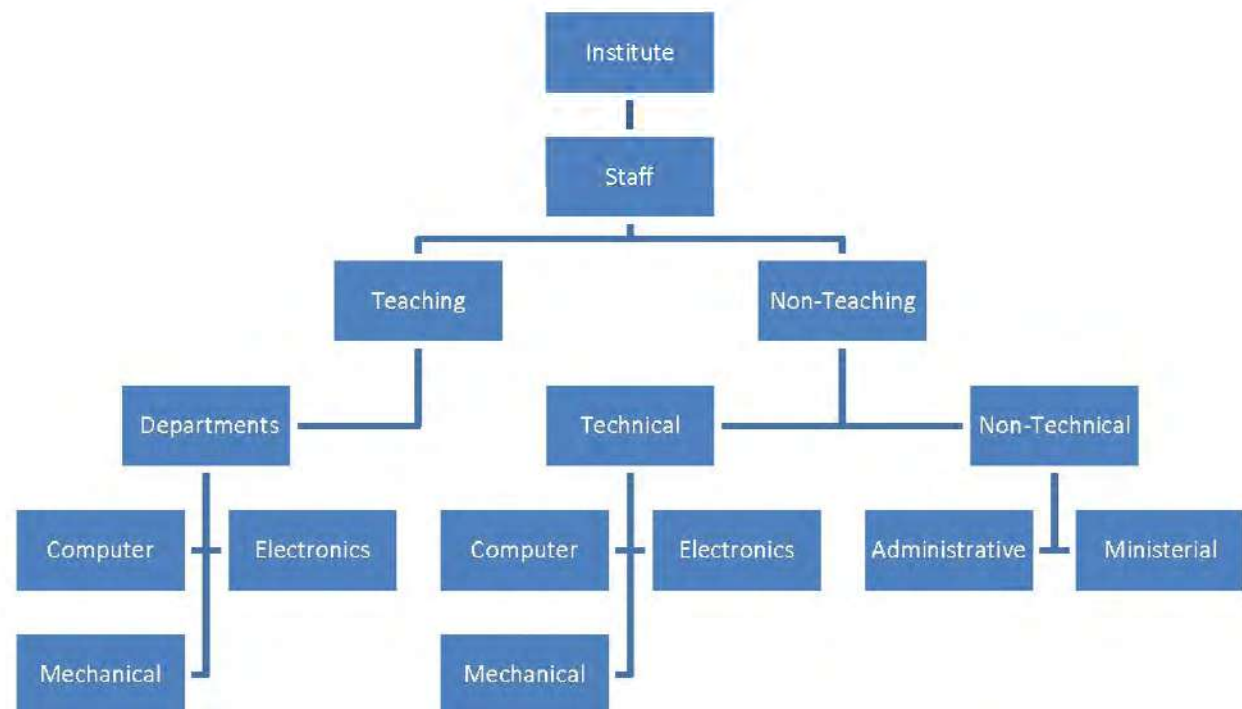 Institute
Staff
Teaching
Non-Teaching
Departments
Technical
Non-Technical
Computer
Electronics
Computer
Electronics
Administrative
Ministerial
Mechanical
Mechanical